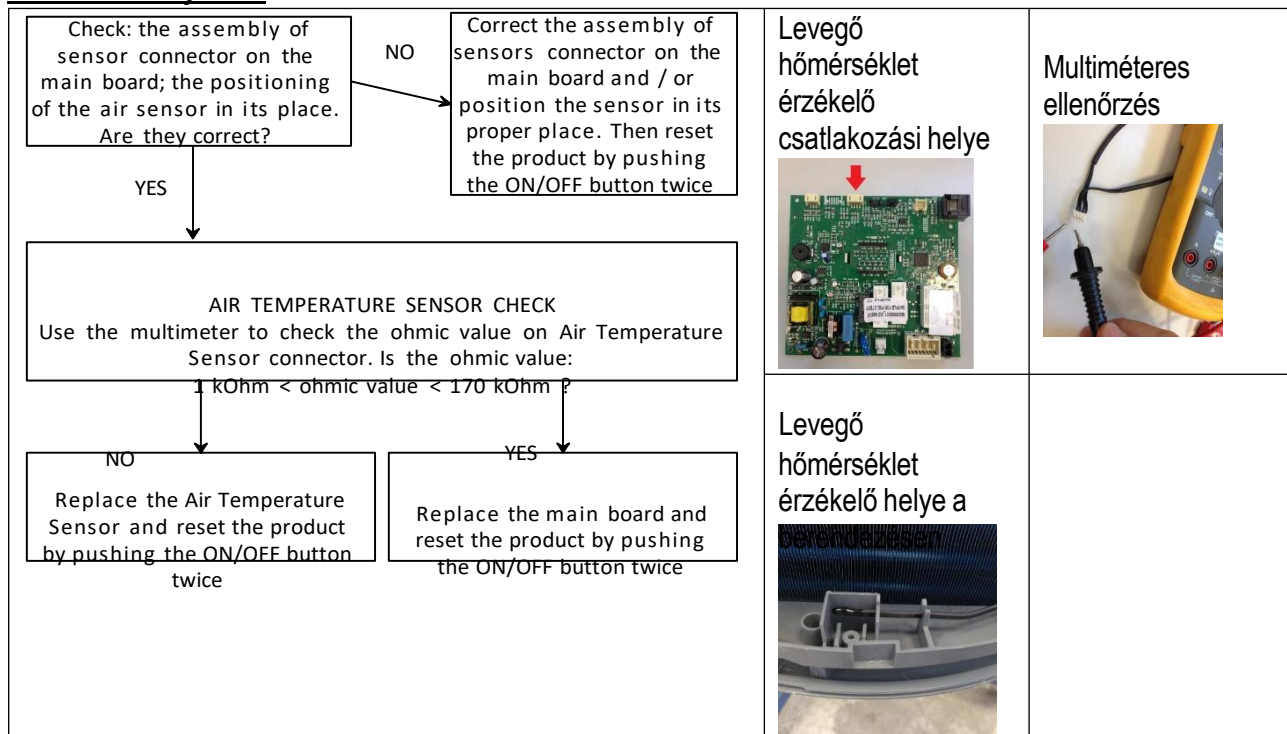 Check: the assembly of
sensor connector on the
main board; the positioning
of the air sensor in its place.
Are they correct?
NO
Correct the assembly of
sensors connector on the
main board and / or
position the sensor in its
proper place. Then reset
the product by pushing
the ON/OFF button twice
YES
AIR TEMPERATURE SENSOR CHECK
Use the multimeter to check the ohmic value on Air Temperature
Sensor connector. Is the ohmic value:
1 kOhm < ohmic value < 170 kOhm ?
NO
Replace the Air Temperature
Sensor and reset the product
by pushing the ON/OFF button
twice
YES
Replace the main board and
reset the product by pushing
the ON/OFF button twice
Levegő
hőmérséklet
érzékelő
csatlakozási helye
Multiméteres
ellenőrzés
Levegő
hőmérséklet
érzékelő helye a
berendezésen